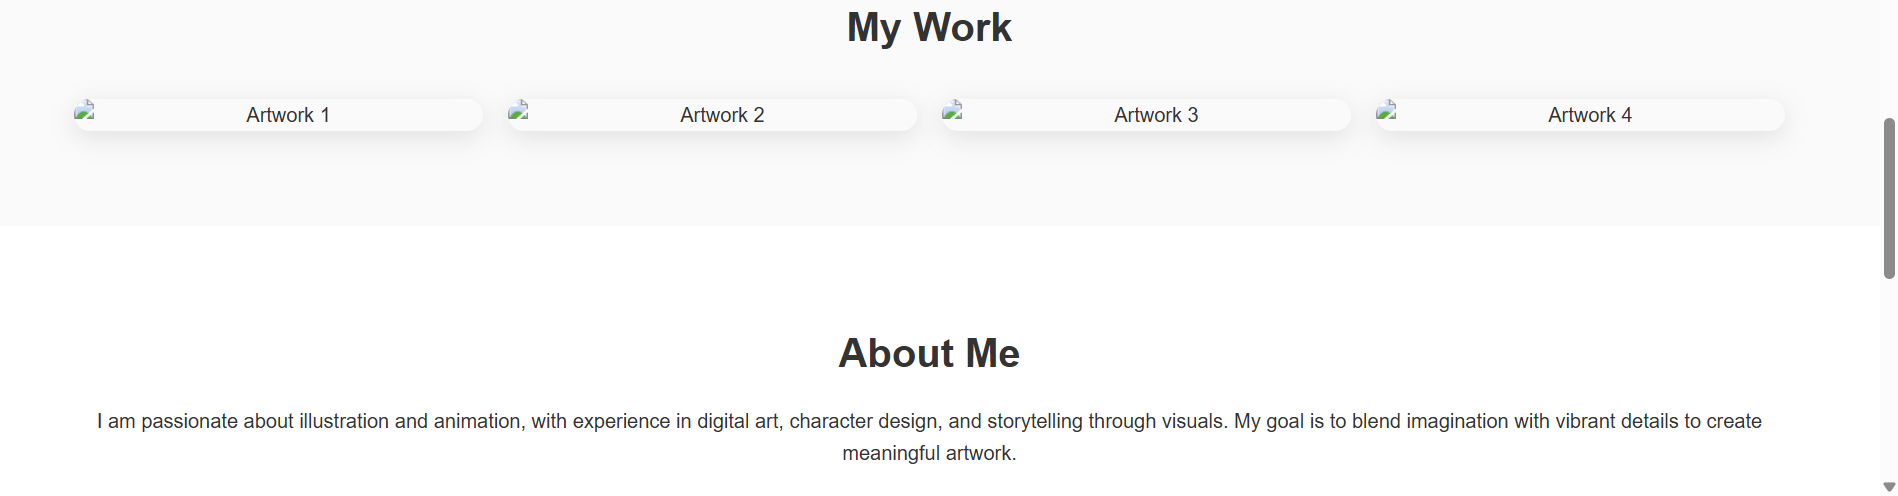 My Work
Artwork 1
Artwork 2
Artwork 3
Artwork 4
About Me
I am passionate about illustration and animation, with experience in digital art, character design, and storytelling through visuals. My goal is to blend imagination with vibrant details to create
meaningful artwork.